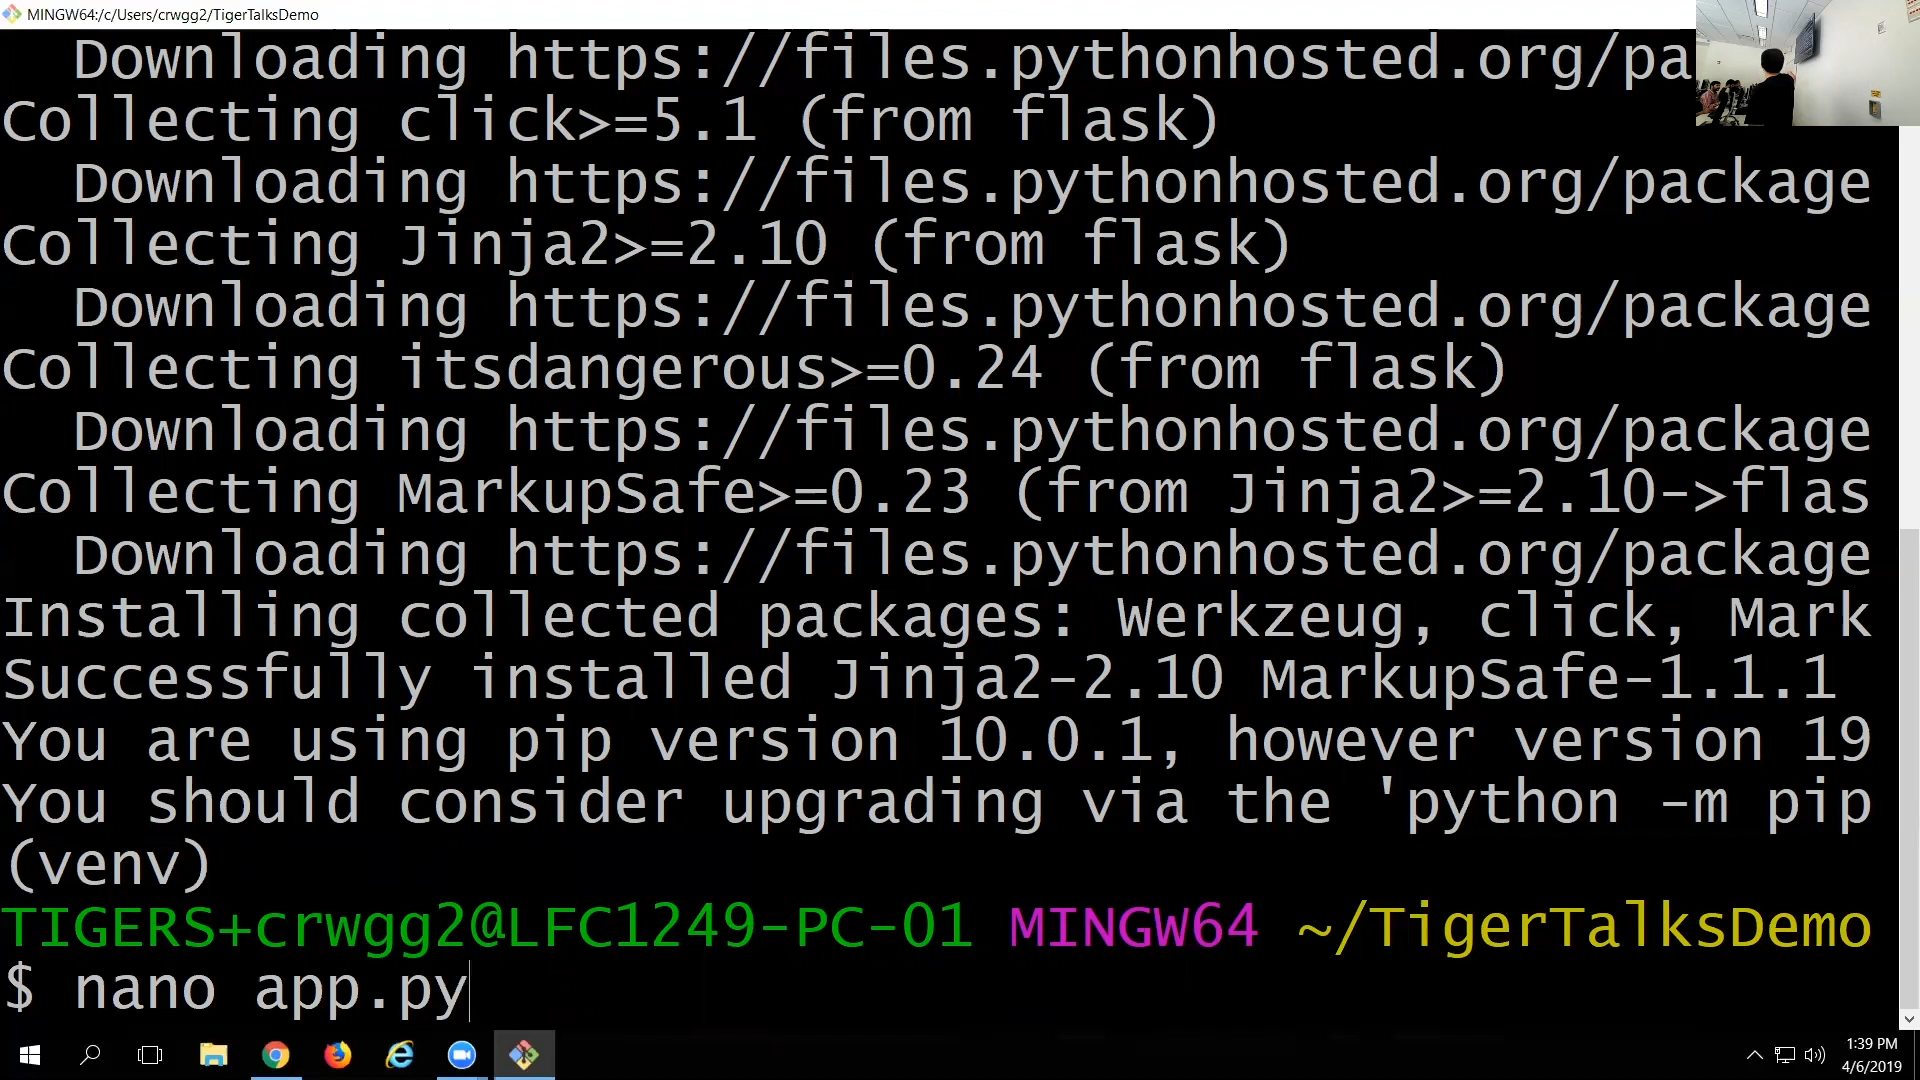 MINGW64:/c/Users/crwgg2/TigerTalksDemo
Downloading https://files.pythonhosted.org/pa
Collecting click>=5.1 (from flask)
Downloading https://files.pythonhosted.org/package
Collecting Jinja2>=2.10 (from flask)
Downloading https://files.pythonhosted.org/package
Collecting itsdangerous>=0.24 (from flask)
Downloading https://files.pythonhosted.org/package
Collecting MarkupSafe>=0.23 (from Jinja2>=2.10->flas
Downloading https://files.pythonhosted.org/package
Installing collected packages: Werkzeug, click, Mark
Successfully installed Jinja2-2.10 MarkupSafe-1.1.1
You are using pip version 10.0.1, however version 19
You should consider upgrading via the 'python -m pip
(venv)
TIGERS+crwgg2@LFC1249-PC-01 MINGW64 ~/TigerTalksDemo
$ nano app.py
1:39 PM
4/6/2019